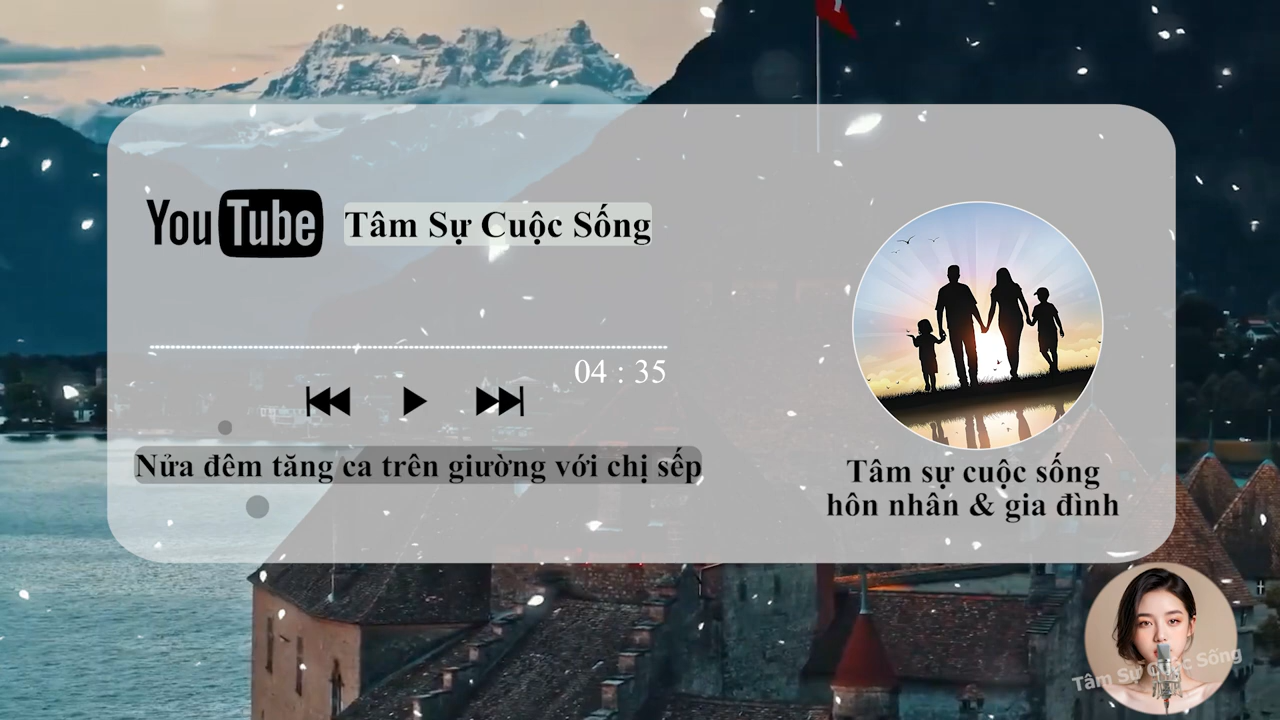 YouTube
Tâm Sự Cuộc Sống
04 : 35
Nửa đêm tăng ca trên giường với chị sếp
Tâm sự cuộc sống
hôn nhân & gia đình
Tâm Sự Cuộc Sống